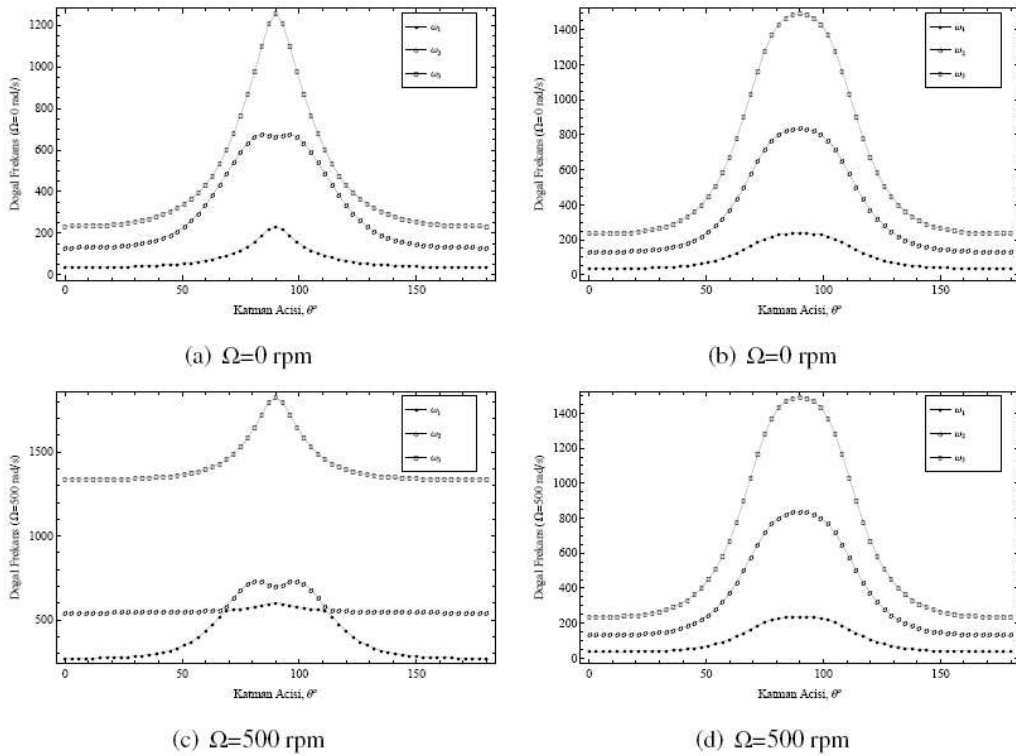 Dogal Frekans (Ω=0 rad/s)
1200
1000
800
600
400
200
0
0
50
100
150
Katman Acisi, θº
ω₁
ω₂
ω₃
(a) Ω=0 rpm
Dogal Frekans (Ω=0 rad/s)
1400
1200
1000
800
600
400
200
0
0
50
100
150
Katman Acisi, θº
ω₁
ω₂
ω₃
(b) Ω=0 rpm
Dogal Frekans (Ω=500 rad/s)
1500
1000
500
0
50
100
150
Katman Acisi, θº
ω₁
ω₂
ω₃
(c) Ω=500 rpm
Dogal Frekans (Ω=500 rad/s)
1400
1200
1000
800
600
400
200
0
0
50
100
150
Katman Acisi, θº
ω₁
ω₂
ω₃
(d) Ω=500 rpm